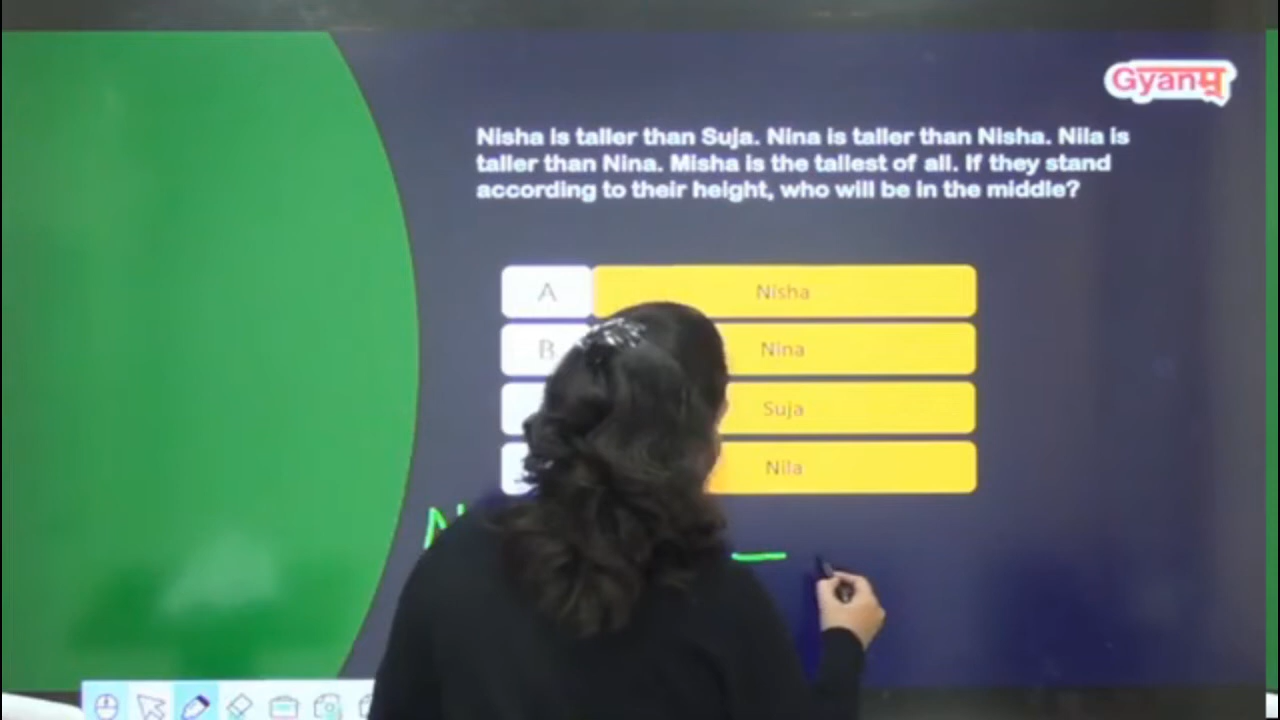 Gyanम्
Nisha is taller than Suja. Nina is taller than Nisha. Nila is
taller than Nina. Misha is the tallest of all. If they stand
according to their height, who will be in the middle?
A Nisha
B Nina
Suja
Nila